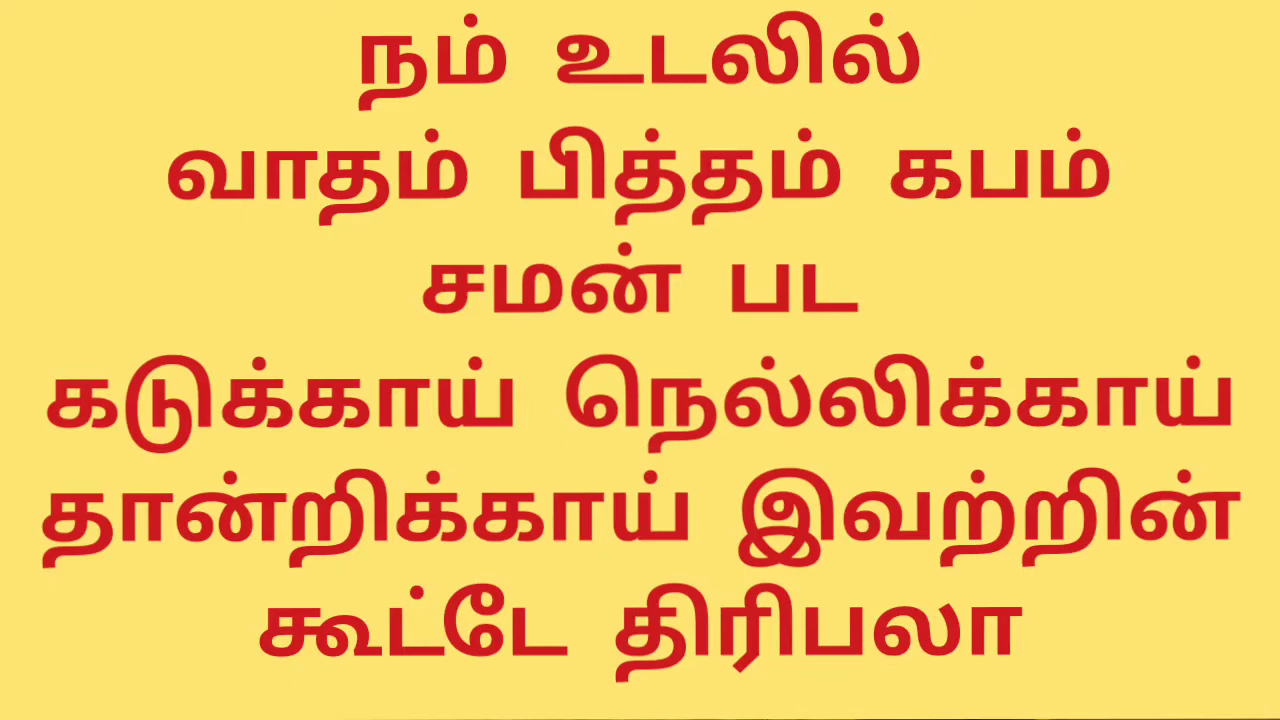 நம் உடலில்
வாதம் பித்தம் கபம்
சமன் பட
கடுக்காய் நெல்லிக்காய்
தான்றிக்காய் இவற்றின்
கூட்டே திரிபலா